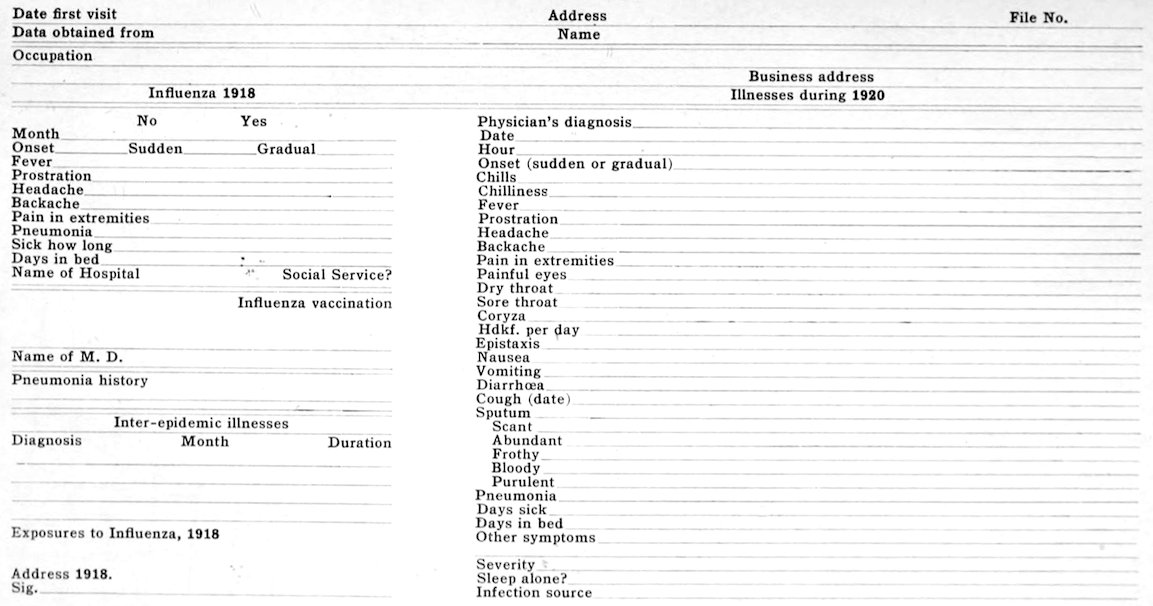 Date first visit Address File No.
Data obtained from Name
Occupation
Business address
Influenza 1918
Illnesses during 1920
No Yes
Month
Onset Sudden Gradual
Fever
Prostration
Headache
Backache
Pain in extremities
Pneumonia
Sick how long
Days in bed
Name of Hospital Social Service?
Influenza vaccination
Name of M. D.
Pneumonia history
Inter-epidemic illnesses
Diagnosis Month Duration
Exposures to Influenza, 1918
Address 1918.
Sig.
Physician's diagnosis
Date
Hour
Onset (sudden or gradual)
Chills
Chilliness
Fever
Prostration
Headache
Backache
Pain in extremities
Painful eyes
Dry throat
Sore throat
Coryza
Hdkf. per day
Epistaxis
Nausea
Vomiting
Diarrhœa
Cough (date)
Sputum
Scant
Abundant
Frothy
Bloody
Purulent
Pneumonia
Days sick
Days in bed
Other symptoms
Severity
Sleep alone?
Infection source